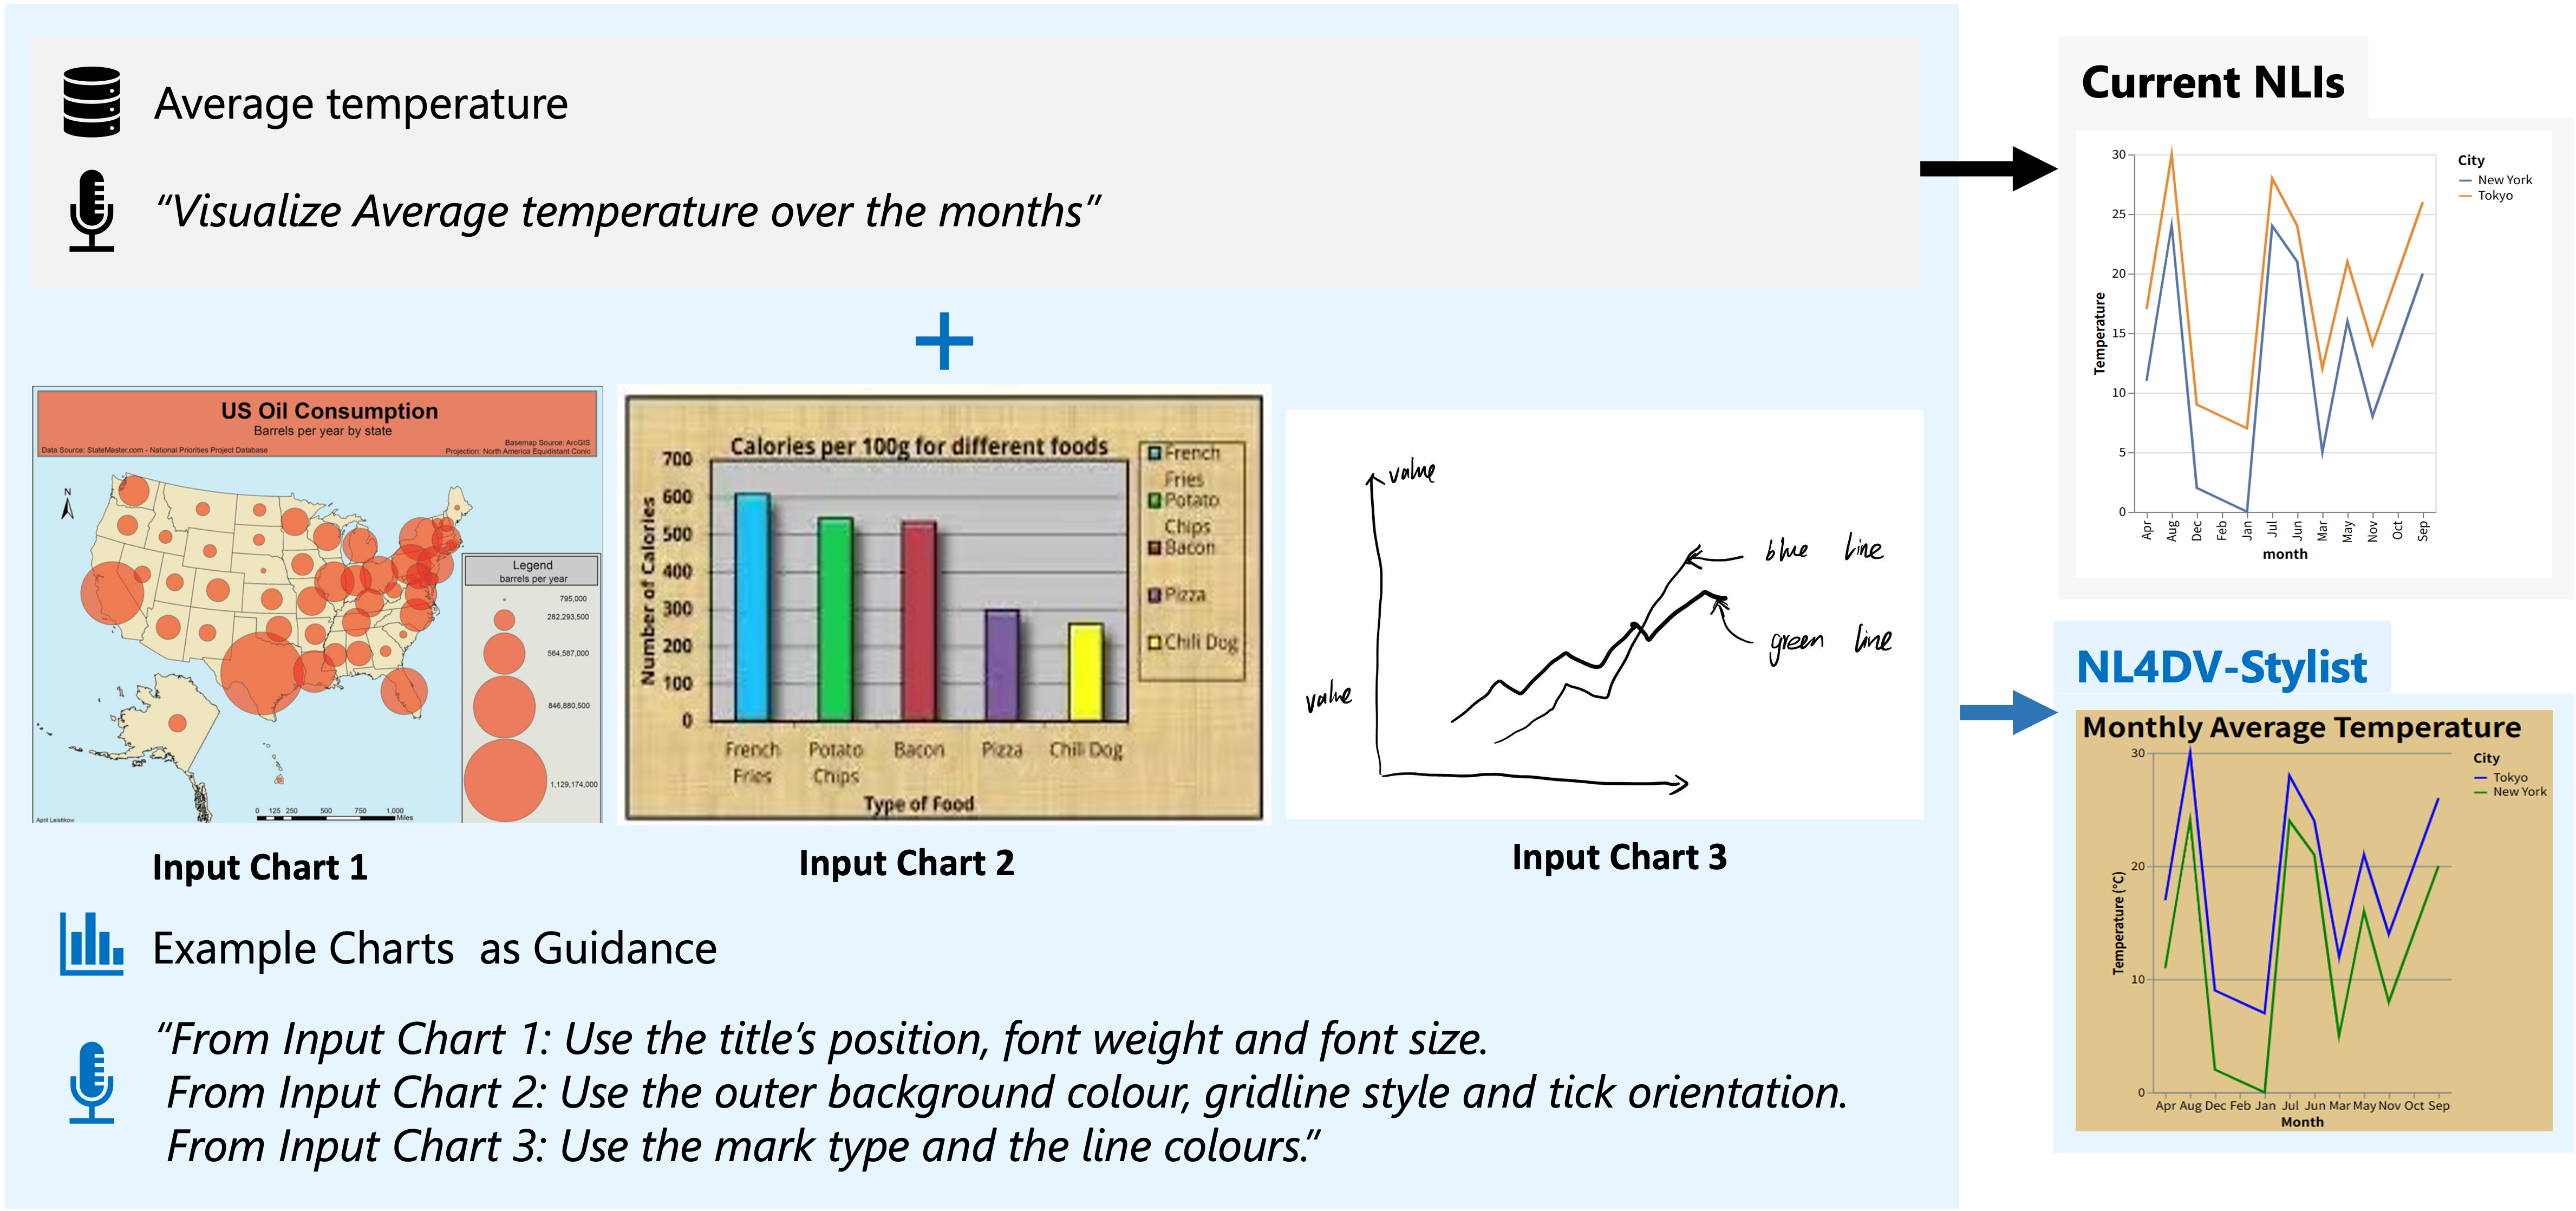 Average temperature
“Visualize Average temperature over the months”
+
US Oil Consumption
Barrels per year by state
Data Source: StateMaster.com - National Priorities Project Database
Basemap Source: ArcGIS
Projection: North America Equidistant Conic
N
Legend
barrels per year
795,000
282,293,500
564,587,000
846,880,500
1,129,174,000
0 125 250 500 750 1,000
Miles
April Leistikow
Input Chart 1
Calories per 100g for different foods
Number of Calories
700
600
500
400
300
200
100
0
French
Fries
Potato
Chips
Bacon
Pizza
Chili Dog
Type of Food
French
Fries
Potato
Chips
Bacon
Pizza
Chili Dog
Input Chart 2
value
blue line
green line
value
Input Chart 3
Example Charts as Guidance
“From Input Chart 1: Use the title’s position, font weight and font size.
From Input Chart 2: Use the outer background colour, gridline style and tick orientation.
From Input Chart 3: Use the mark type and the line colours.”
Current NLIs
30
25
20
15
10
5
0
Temperature
Apr Aug Dec Feb Jan Jul Jun Mar May Nov Oct Sep
month
City
New York
Tokyo
NL4DV-Stylist
Monthly Average Temperature
30
20
10
0
Temperature (°C)
Apr Aug Dec Feb Jan Jul Jun Mar May Nov Oct Sep
Month
City
Tokyo
New York